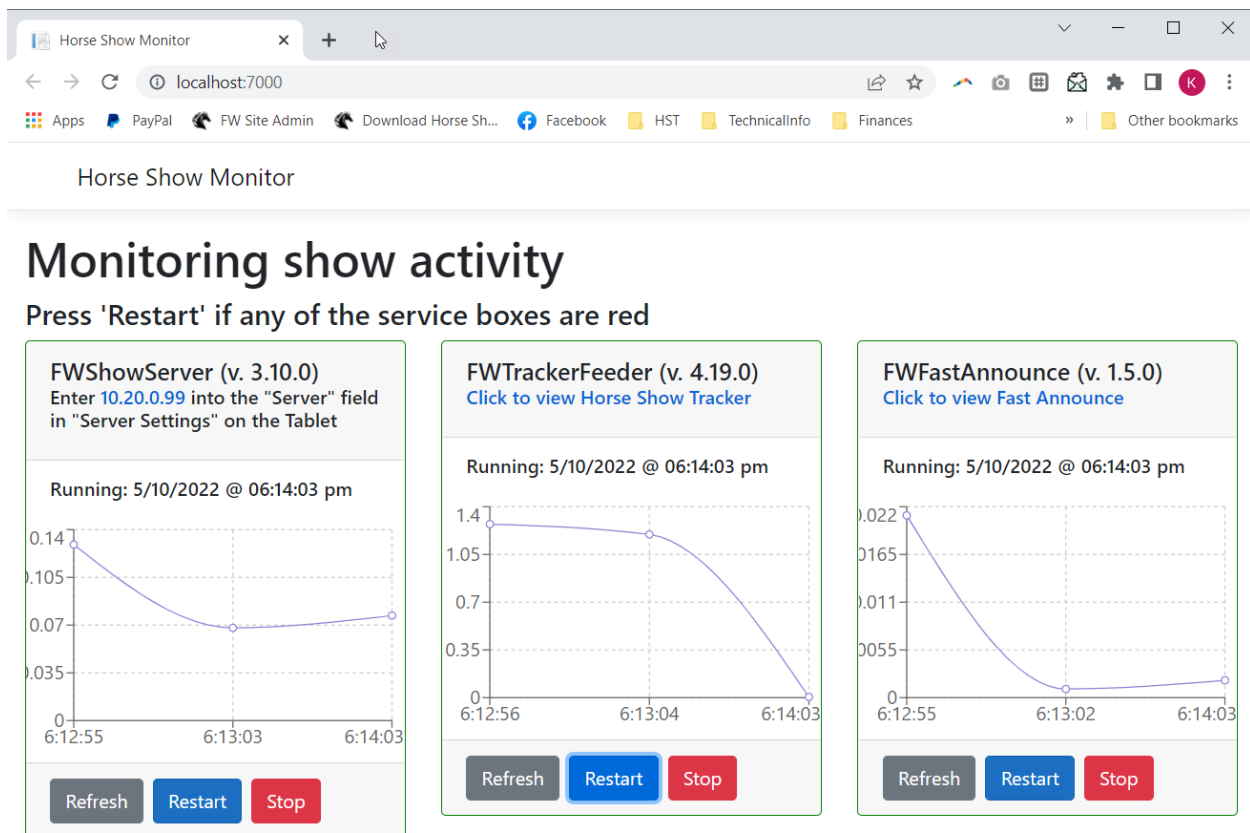 Horse Show Monitor
localhost:7000
K
Apps
PayPal
FW Site Admin
Download Horse Sh...
Facebook
HST
TechnicalInfo
Finances
»
Other bookmarks
Horse Show Monitor
Monitoring show activity
Press 'Restart' if any of the service boxes are red
FWShowServer (v. 3.10.0)
Enter 10.20.0.99 into the "Server" field
in "Server Settings" on the Tablet
Running: 5/10/2022 @ 06:14:03 pm
0.14
0.105
0.07
0.035
0
6:12:55
6:13:03
6:14:03
Refresh
Restart
Stop
FWTrackerFeeder (v. 4.19.0)
Click to view Horse Show Tracker
Running: 5/10/2022 @ 06:14:03 pm
1.4
1.05
0.7
0.35
0
6:12:56
6:13:04
6:14:03
Refresh
Restart
Stop
FWFastAnnounce (v. 1.5.0)
Click to view Fast Announce
Running: 5/10/2022 @ 06:14:03 pm
0.022
0165
0.011
0055
0
6:12:55
6:13:02
6:14:03
Refresh
Restart
Stop